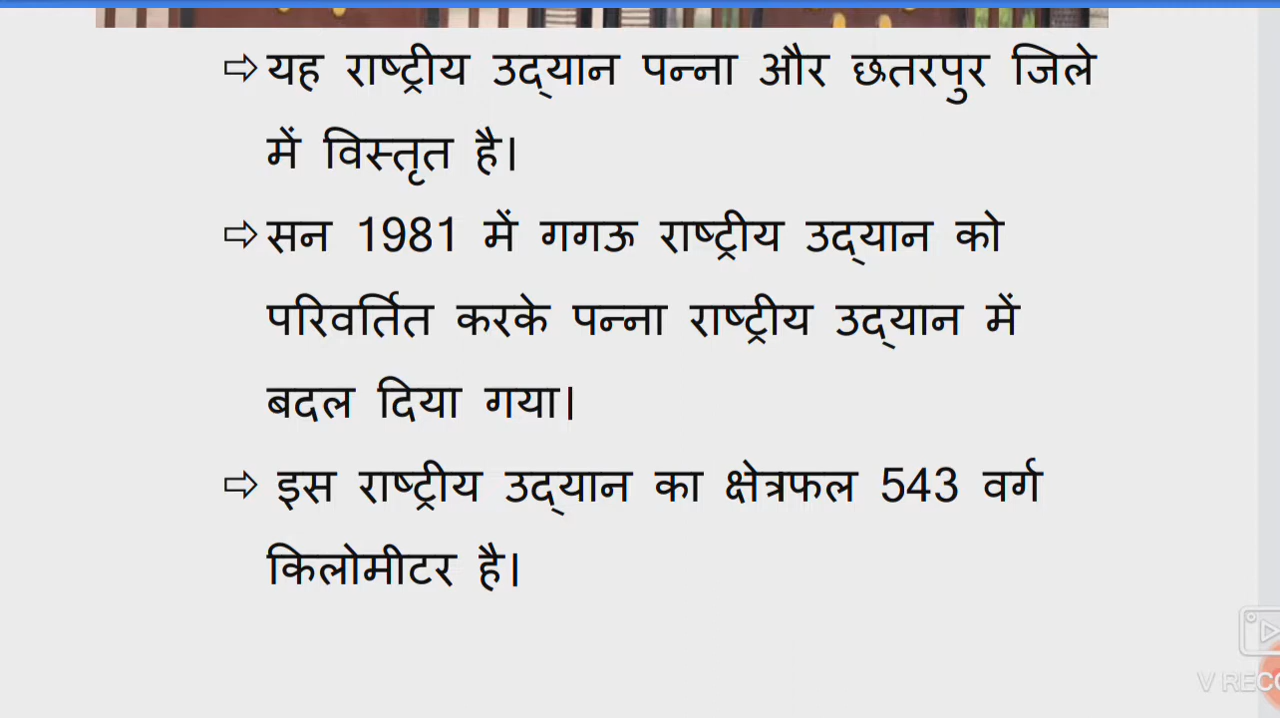 ⇨यह राष्ट्रीय उद्यान पन्ना और छतरपुर जिले
में विस्तृत है।
⇨सन 1981 में गगऊ राष्ट्रीय उद्यान को
परिवर्तित करके पन्ना राष्ट्रीय उद्यान में
बदल दिया गया।
⇨ इस राष्ट्रीय उद्यान का क्षेत्रफल 543 वर्ग
किलोमीटर है।
V RECO